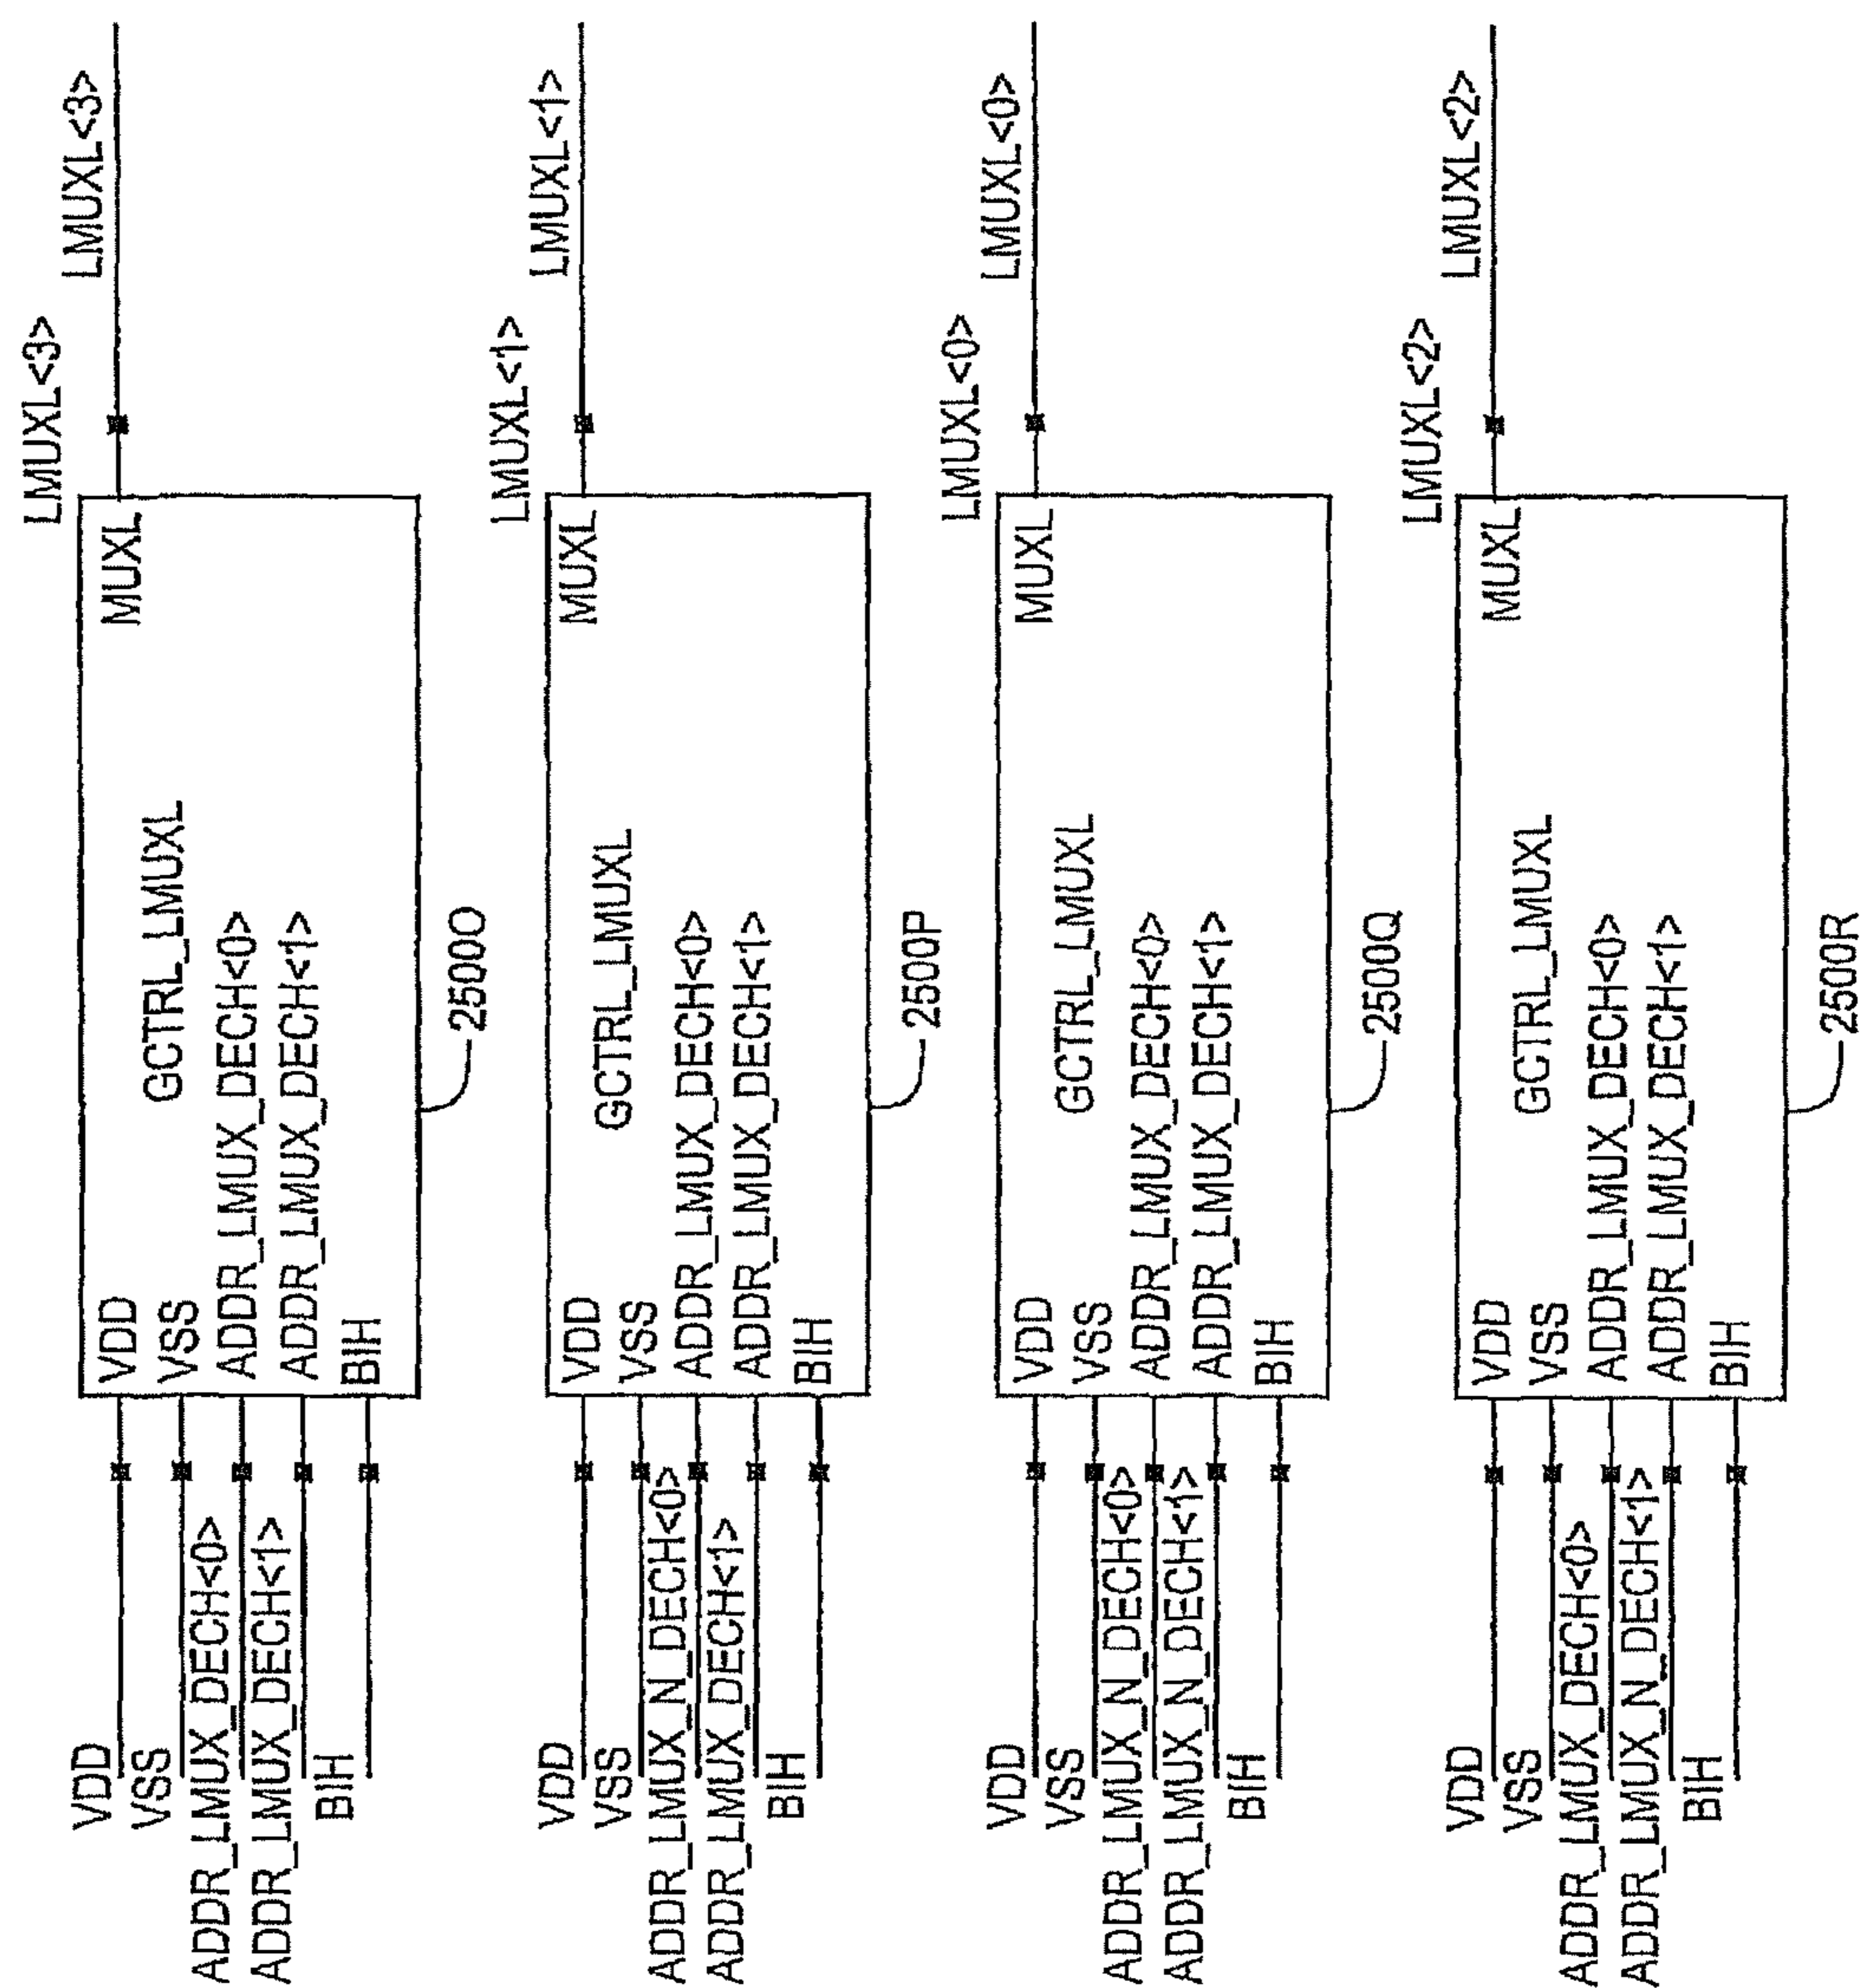 LMUXL<3>
LMUXL<3>
MUXL
GCTRL_LMUXL
VDD
VSS
ADDR_LMUX_DECH<0>
ADDR_LMUX_DECH<1>
BIH
VDD
VSS
ADDR_LMUX_DECH<0>
ADDR_LMUX_DECH<1>
BIH
2500O
LMUXL<1>
LMUXL<1>
MUXL
GCTRL_LMUXL
VDD
VSS
ADDR_LMUX_DECH<0>
ADDR_LMUX_DECH<1>
BIH
VDD
VSS
ADDR_LMUX_N_DECH<0>
ADDR_LMUX_DECH<1>
BIH
2500P
LMUXL<0>
LMUXL<0>
MUXL
GCTRL_LMUXL
VDD
VSS
ADDR_LMUX_DECH<0>
ADDR_LMUX_DECH<1>
BIH
VDD
VSS
ADDR_LMUX_N_DECH<0>
ADDR_LMUX_N_DECH<1>
BIH
2500Q
LMUXL<2>
LMUXL<2>
MUXL
GCTRL_LMUXL
VDD
VSS
ADDR_LMUX_DECH<0>
ADDR_LMUX_DECH<1>
BIH
VDD
VSS
ADDR_LMUX_DECH<0>
ADDR_LMUX_N_DECH<1>
BIH
2500R